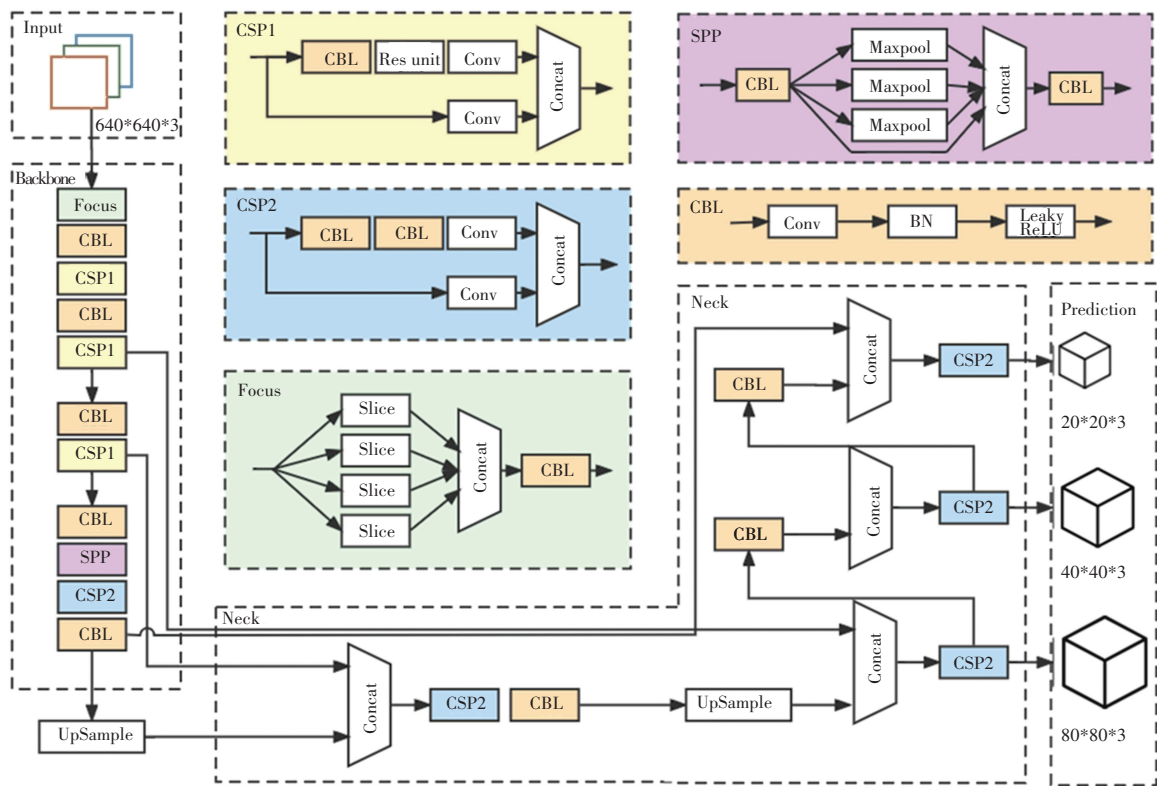 Input
640*640*3
Backbone
Focus
CBL
CSP1
CBL
CSP1
CBL
CSP1
CBL
SPP
CSP2
CBL
UpSample
CSP1
CBL
Res unit
Conv
Conv
Concat
CSP2
CBL
CBL
Conv
Conv
Concat
Focus
Slice
Slice
Slice
Slice
Concat
CBL
SPP
CBL
Maxpool
Maxpool
Maxpool
Concat
CBL
CBL
Conv
BN
Leaky
ReLU
Neck
Concat
CSP2
CBL
Concat
CSP2
CBL
Neck
Concat
CSP2
CBL
UpSample
Concat
CSP2
Prediction
20*20*3
40*40*3
80*80*3